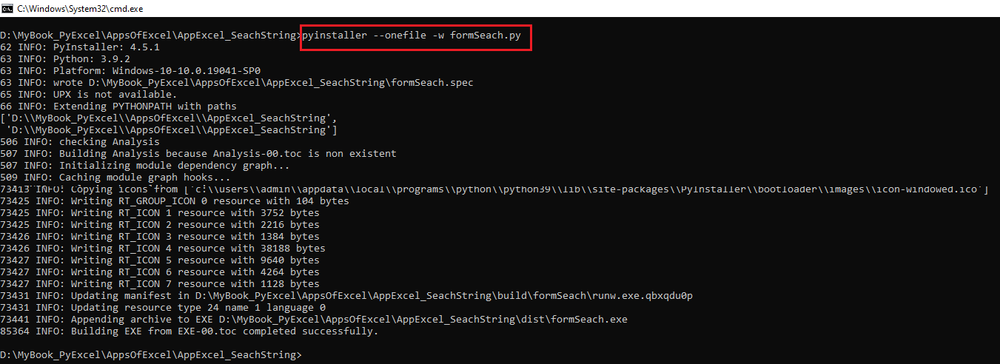 C:\Windows\System32\cmd.exe
D:\MyBook_PyExcel\AppsOfExcel\AppExcel_SeachString>pyinstaller --onefile -w formSeach.py
62 INFO: PyInstaller: 4.5.1
63 INFO: Python: 3.9.2
63 INFO: Platform: Windows-10-10.0.19041-SP0
63 INFO: wrote D:\MyBook_PyExcel\AppsOfExcel\AppExcel_SeachString\formSeach.spec
65 INFO: UPX is not available.
66 INFO: Extending PYTHONPATH with paths
['D:\\MyBook_PyExcel\\AppsOfExcel\\AppExcel_SeachString',
 'D:\\MyBook_PyExcel\\AppsOfExcel\\AppExcel_SeachString']
506 INFO: checking Analysis
507 INFO: Building Analysis because Analysis-00.toc is non existent
507 INFO: Initializing module dependency graph...
509 INFO: Caching module graph hooks...
73413 INFO: Copying icons from ['c:\\users\\admin\\appdata\\local\\programs\\python\\python39\\lib\\site-packages\\PyInstaller\\bootloader\\images\\icon-windowed.ico']
73425 INFO: Writing RT_GROUP_ICON 0 resource with 104 bytes
73425 INFO: Writing RT_ICON 1 resource with 3752 bytes
73425 INFO: Writing RT_ICON 2 resource with 2216 bytes
73426 INFO: Writing RT_ICON 3 resource with 1384 bytes
73426 INFO: Writing RT_ICON 4 resource with 38188 bytes
73427 INFO: Writing RT_ICON 5 resource with 9640 bytes
73427 INFO: Writing RT_ICON 6 resource with 4264 bytes
73427 INFO: Writing RT_ICON 7 resource with 1128 bytes
73431 INFO: Updating manifest in D:\MyBook_PyExcel\AppsOfExcel\AppExcel_SeachString\build\formSeach\runw.exe.qbxqdu0p
73431 INFO: Updating resource type 24 name 1 language 0
73441 INFO: Appending archive to EXE D:\MyBook_PyExcel\AppsOfExcel\AppExcel_SeachString\dist\formSeach.exe
85364 INFO: Building EXE from EXE-00.toc completed successfully.
D:\MyBook_PyExcel\AppsOfExcel\AppExcel_SeachString>